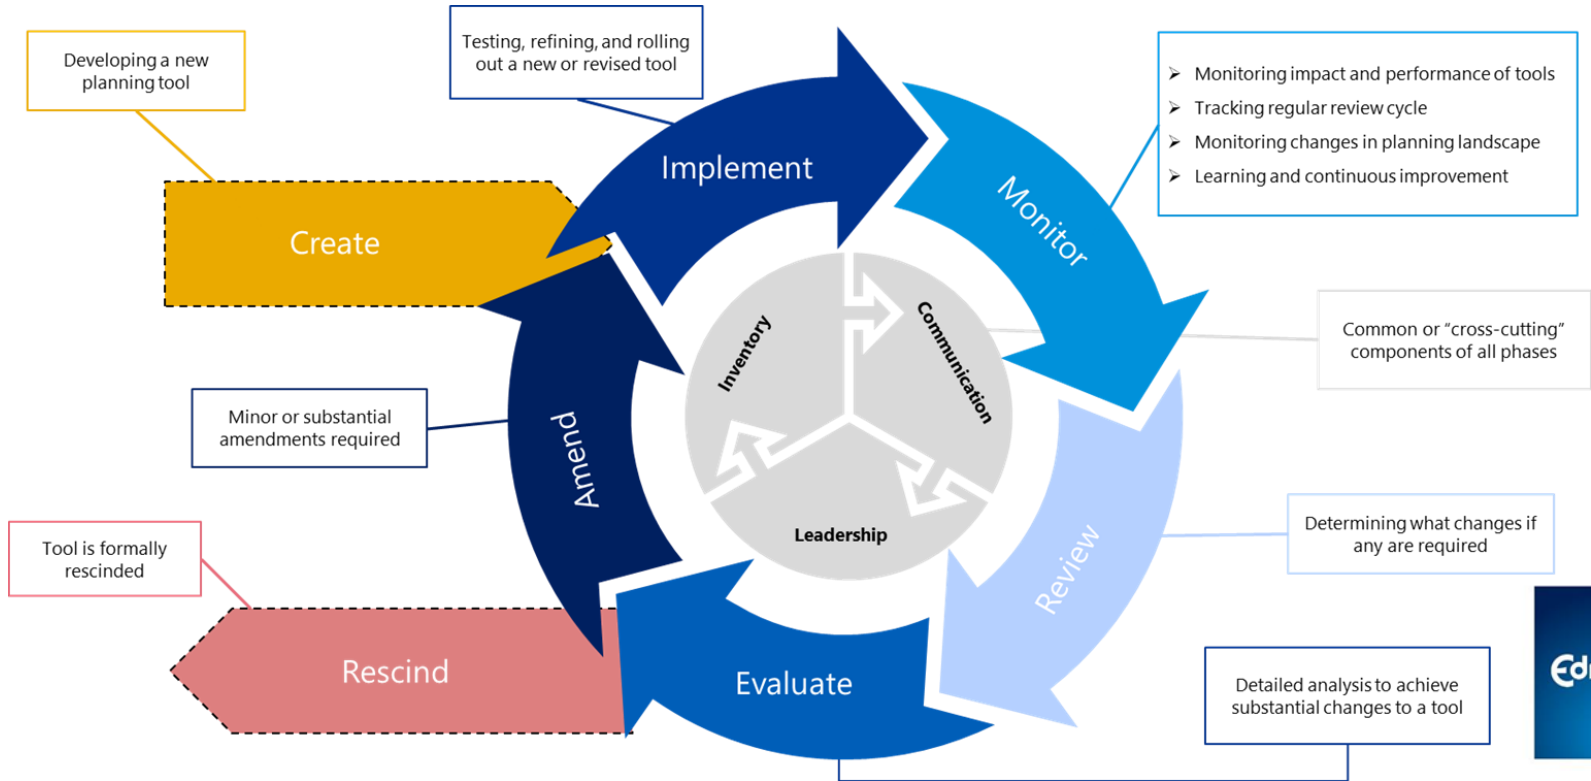 Developing a new
planning tool
Testing, refining, and rolling
out a new or revised tool
➢ Monitoring impact and performance of tools
➢ Tracking regular review cycle
➢ Monitoring changes in planning landscape
➢ Learning and continuous improvement
Create
Implement
Monitor
Inventory
Communication
Leadership
Common or “cross-cutting”
components of all phases
Minor or substantial
amendments required
Amend
Review
Determining what changes if
any are required
Tool is formally
rescinded
Rescind
Evaluate
Detailed analysis to achieve
substantial changes to a tool